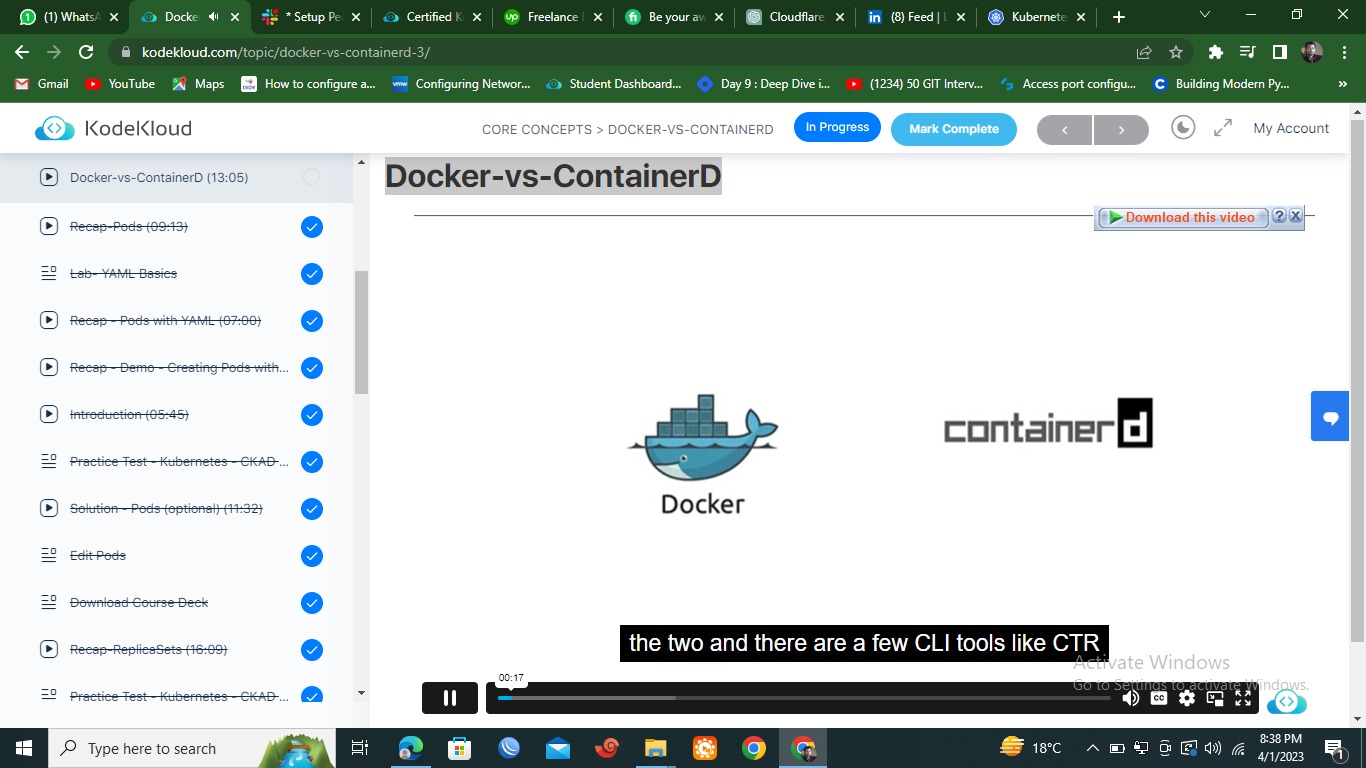 (1) WhatsA
Docke
* Setup Pe
Certified K
Freelance
Be your aw
Cloudflare
(8) Feed | L
Kubernete
kodekloud.com/topic/docker-vs-containerd-3/
Gmail
YouTube
Maps
How to configure a...
Configuring Networ...
Student Dashboard...
Day 9 : Deep Dive i...
(1234) 50 GIT Interv...
Access port configu...
Building Modern Py...
KodeKloud
CORE CONCEPTS > DOCKER-VS-CONTAINERD
In Progress
Mark Complete
My Account
Docker-vs-ContainerD (13:05)
Recap-Pods (09:13)
Lab- YAML Basics
Recap - Pods with YAML (07:00)
Recap - Demo - Creating Pods with...
Introduction (05:45)
Practice Test - Kubernetes - CKAD ...
Solution - Pods (optional) (11:32)
Edit Pods
Download Course Deck
Recap-ReplicaSets (16:09)
Practice Test - Kubernetes - CKAD ...
Docker-vs-ContainerD
Download this video
Docker
containerd
the two and there are a few CLI tools like CTR
Activate Windows
Go to Settings to activate Windows.
00:17
Type here to search
18°C
8:38 PM
4/1/2023